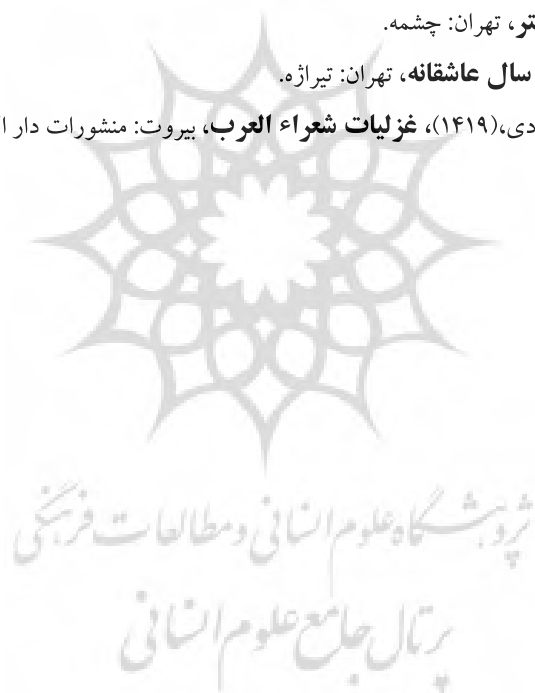 تر، تهران: چشمه.
سال عاشقانه، تهران: تیراژه.
دی،(۱۴۱۹)، غزلیات شعراء العرب، بیروت: منشورات دار ا
پژوهشگاه علوم انسانی و مطالعات فرهنگی
پرتال جامع علوم انسانی